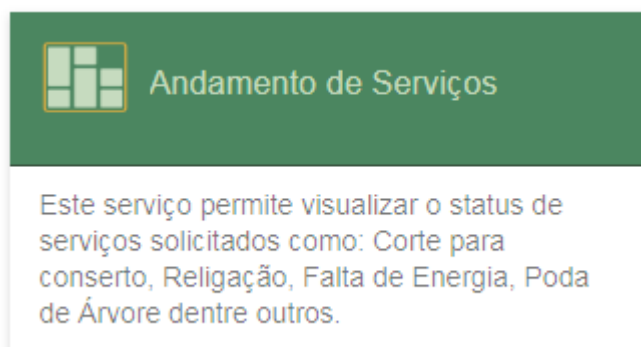 Andamento de Serviços
Este serviço permite visualizar o status de
serviços solicitados como: Corte para
conserto, Religação, Falta de Energia, Poda
de Árvore dentre outros.